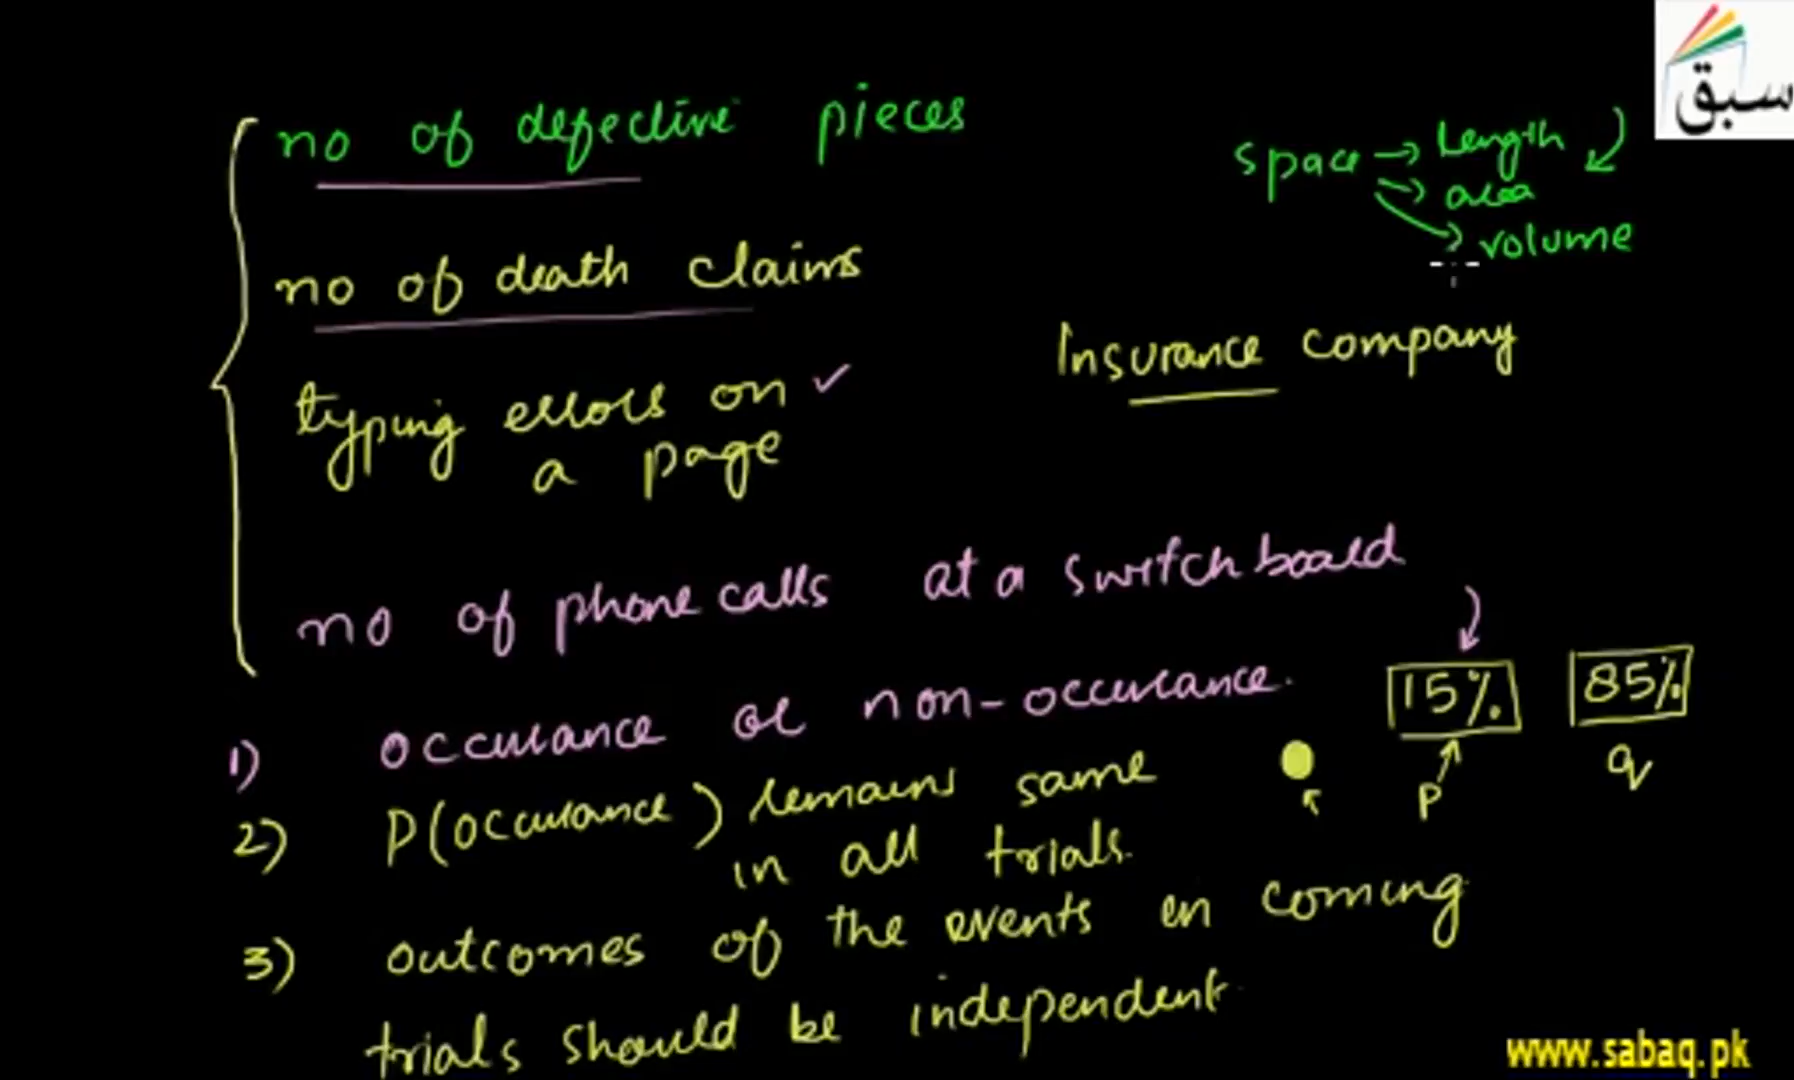 سبق
no of defective pieces
space → Length
→ area
→ volume
no of death claims
Insurance company
typing errors on ✓
a page
no of phone calls at a switch board
1) occurance or non-occurance.
15% 85%
P q
2) P(occurance) remains same
in all trials.
3) outcomes of the events in coming
trials should be independent
www.sabaq.pk